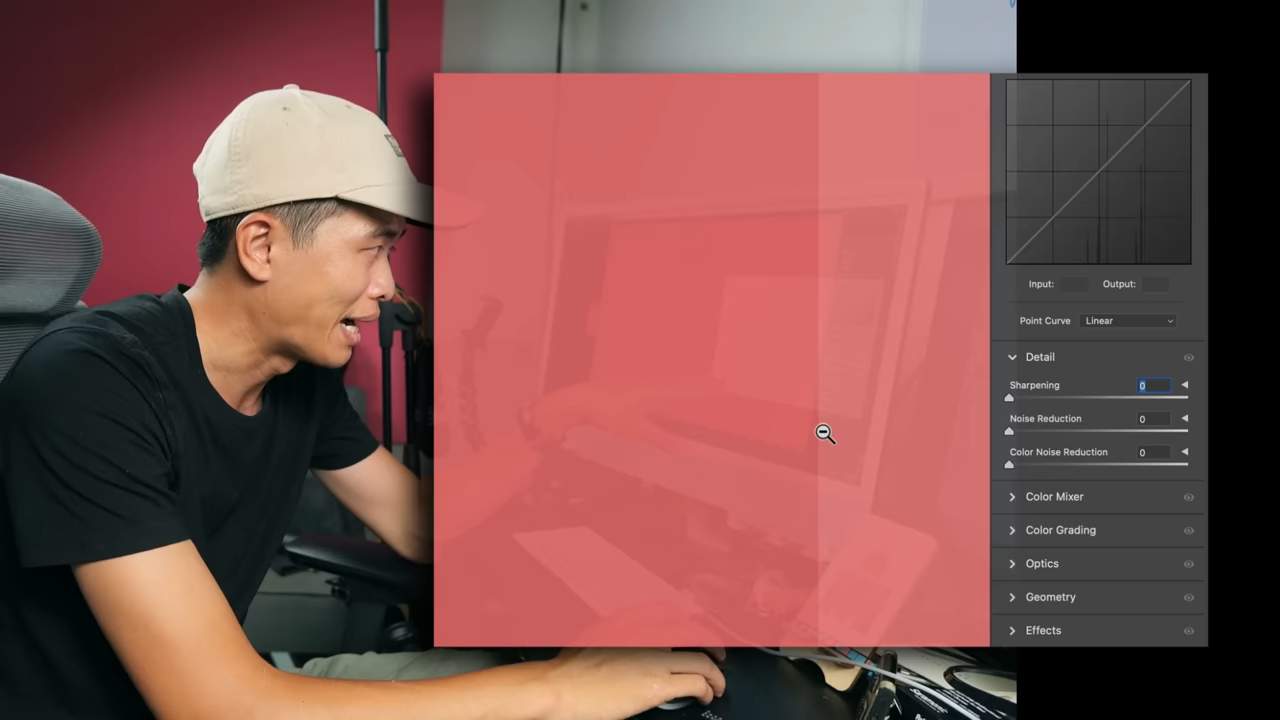 Input: Output:
Point Curve Linear
Detail
Sharpening 0
Noise Reduction 0
Color Noise Reduction 0
Color Mixer
Color Grading
Optics
Geometry
Effects